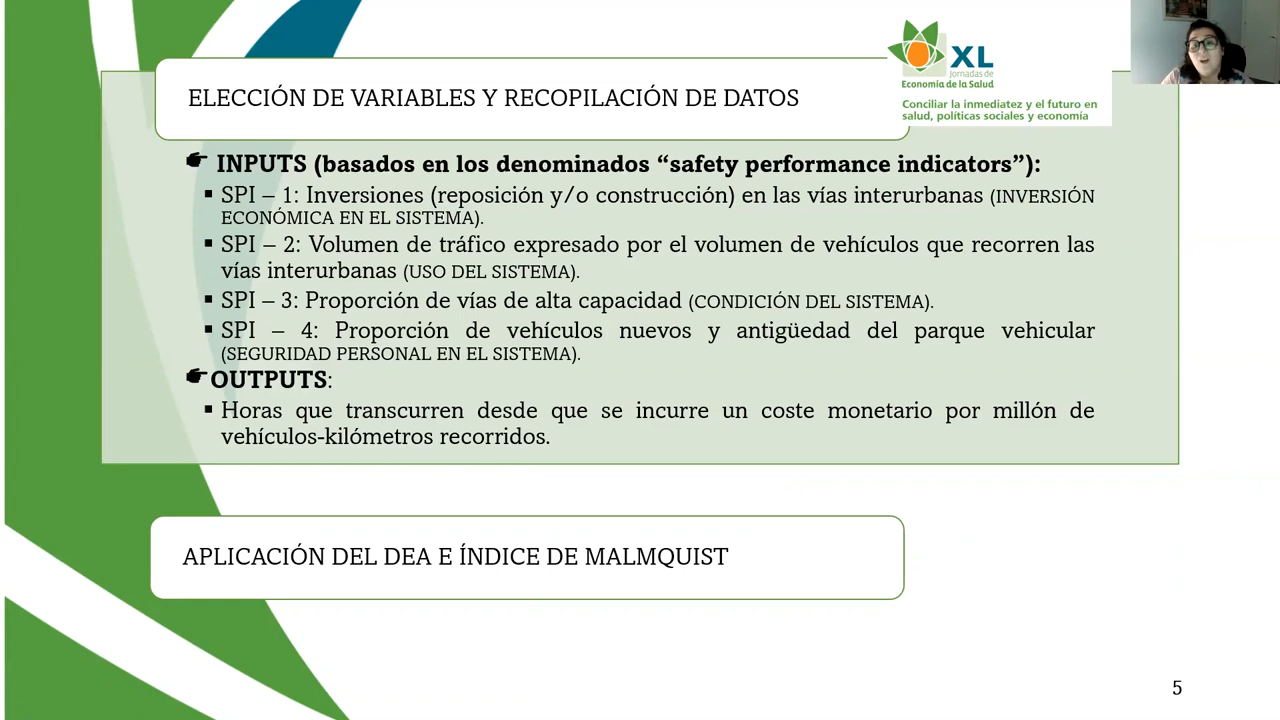 XL
Jornadas de
Economía de la Salud
Conciliar la inmediatez y el futuro en
salud, políticas sociales y economía
ELECCIÓN DE VARIABLES Y RECOPILACIÓN DE DATOS
☛ INPUTS (basados en los denominados “safety performance indicators”):
▪ SPI – 1: Inversiones (reposición y/o construcción) en las vías interurbanas (INVERSIÓN
ECONÓMICA EN EL SISTEMA).
▪ SPI – 2: Volumen de tráfico expresado por el volumen de vehículos que recorren las
vías interurbanas (USO DEL SISTEMA).
▪ SPI – 3: Proporción de vías de alta capacidad (CONDICIÓN DEL SISTEMA).
▪ SPI – 4: Proporción de vehículos nuevos y antigüedad del parque vehicular
(SEGURIDAD PERSONAL EN EL SISTEMA).
☛OUTPUTS:
▪ Horas que transcurren desde que se incurre un coste monetario por millón de
vehículos-kilómetros recorridos.
APLICACIÓN DEL DEA E ÍNDICE DE MALMQUIST
5